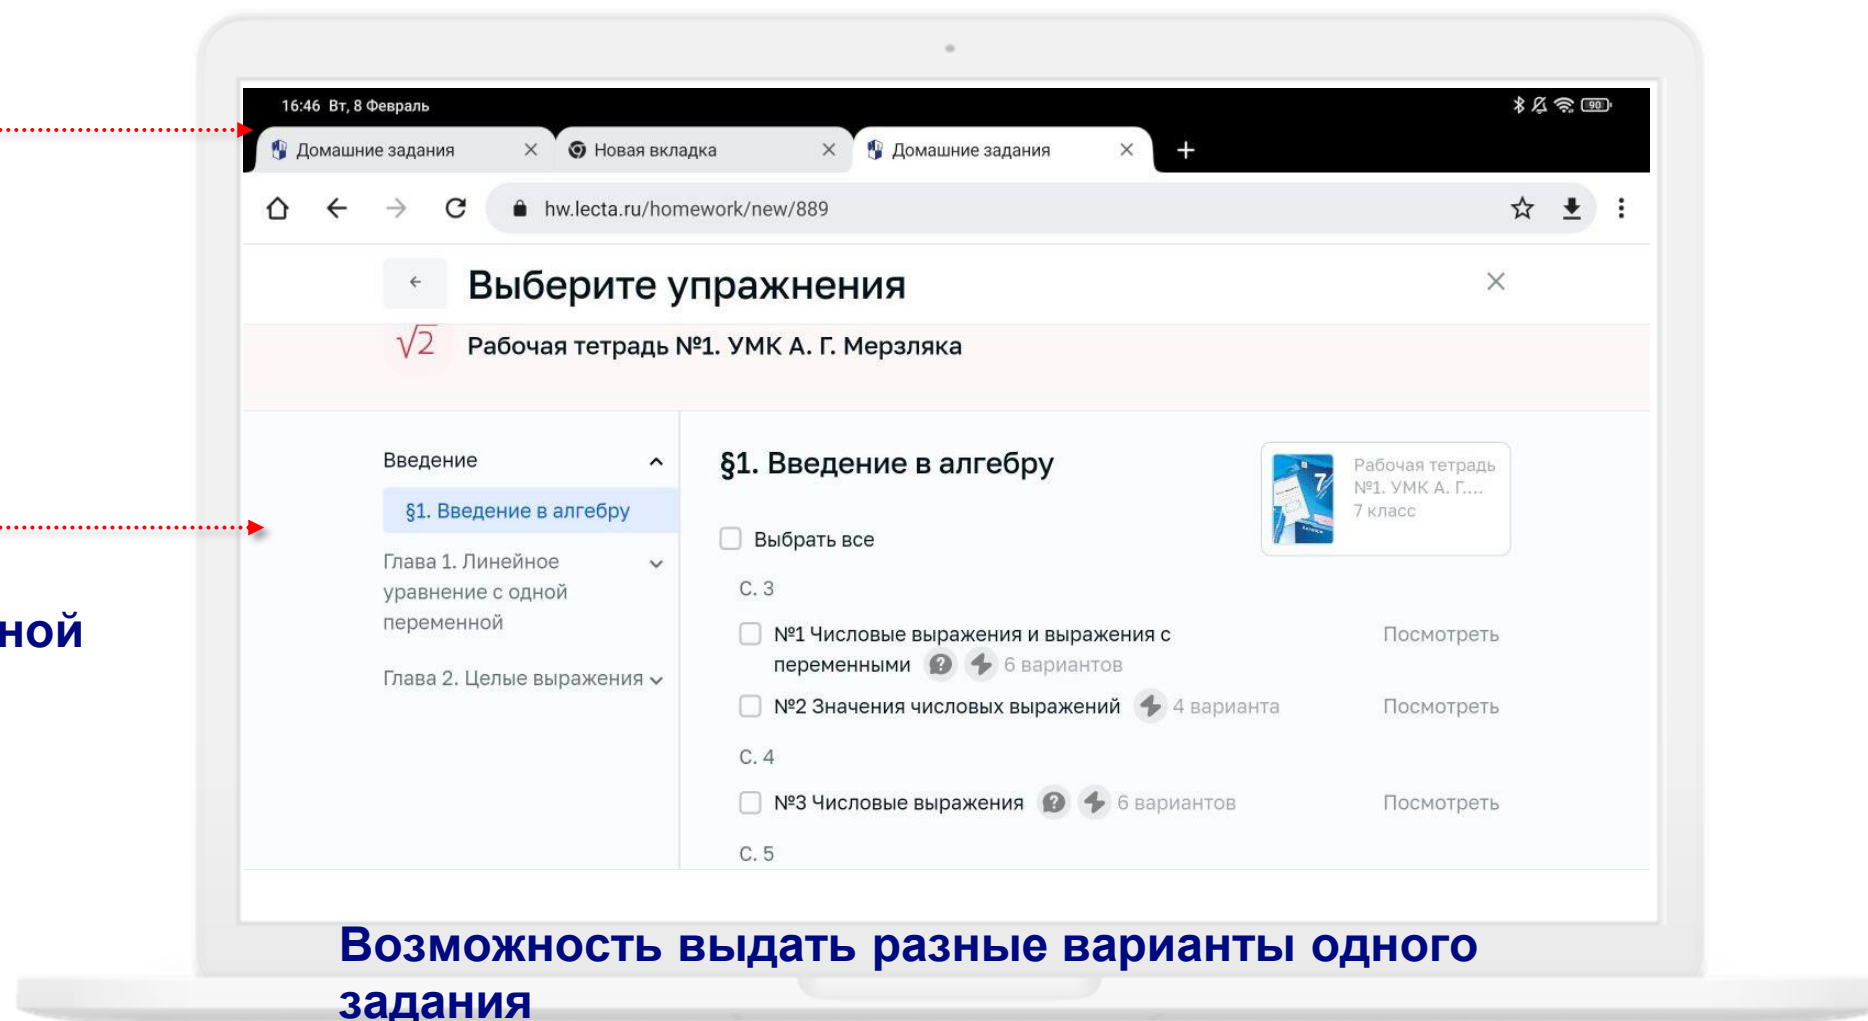 16:46 Вт, 8 Февраль
90
Домашние задания
Новая вкладка
Домашние задания
hw.lecta.ru/homework/new/889
Выберите упражнения
√2
Рабочая тетрадь №1. УМК А. Г. Мерзляка
Введение
§1. Введение в алгебру
Глава 1. Линейное
уравнение с одной
переменной
Глава 2. Целые выражения
§1. Введение в алгебру
7
Рабочая тетрадь
№1. УМК А. Г....
7 класс
Выбрать все
С. 3
№1 Числовые выражения и выражения с
переменными 6 вариантов
Посмотреть
№2 Значения числовых выражений 4 варианта
Посмотреть
С. 4
№3 Числовые выражения 6 вариантов
Посмотреть
С. 5
ной
Возможность выдать разные варианты одного
задания